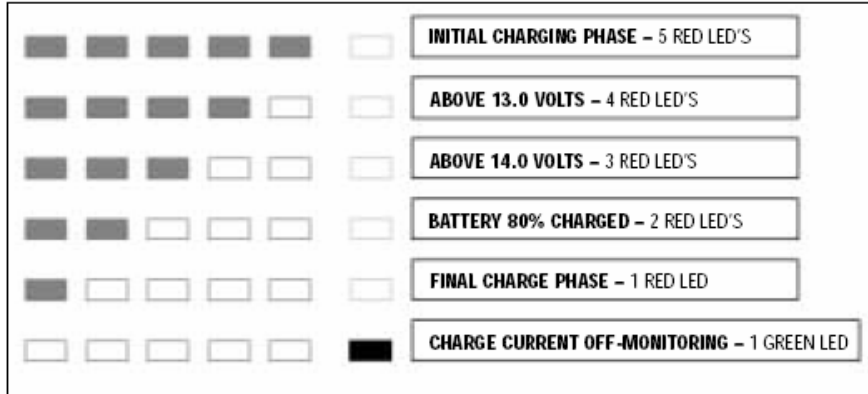 INITIAL CHARGING PHASE – 5 RED LED'S
ABOVE 13.0 VOLTS – 4 RED LED'S
ABOVE 14.0 VOLTS – 3 RED LED'S
BATTERY 80% CHARGED – 2 RED LED'S
FINAL CHARGE PHASE – 1 RED LED
CHARGE CURRENT OFF-MONITORING – 1 GREEN LED